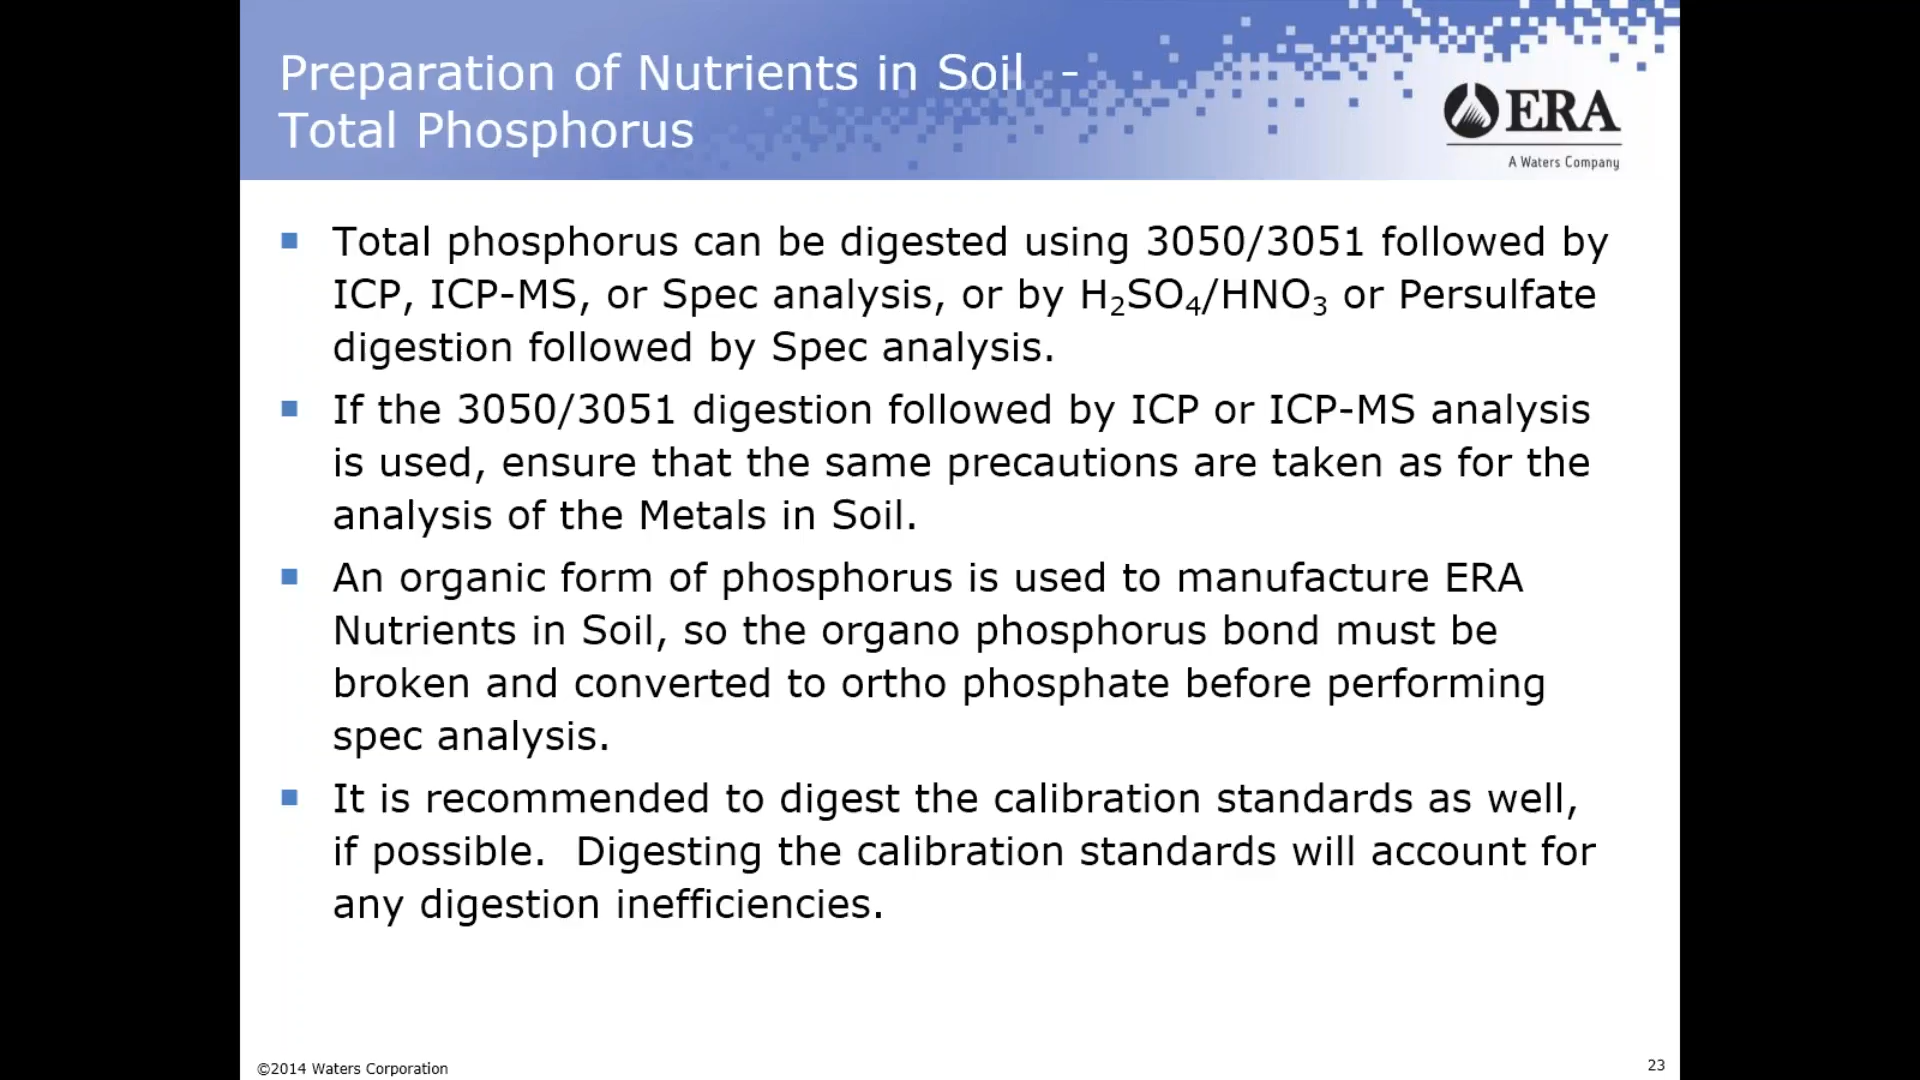 Preparation of Nutrients in Soil -
Total Phosphorus
ERA
A Waters Company
Total phosphorus can be digested using 3050/3051 followed by
ICP, ICP-MS, or Spec analysis, or by H₂SO₄/HNO₃ or Persulfate
digestion followed by Spec analysis.
If the 3050/3051 digestion followed by ICP or ICP-MS analysis
is used, ensure that the same precautions are taken as for the
analysis of the Metals in Soil.
An organic form of phosphorus is used to manufacture ERA
Nutrients in Soil, so the organo phosphorus bond must be
broken and converted to ortho phosphate before performing
spec analysis.
It is recommended to digest the calibration standards as well,
if possible.  Digesting the calibration standards will account for
any digestion inefficiencies.
©2014 Waters Corporation
23